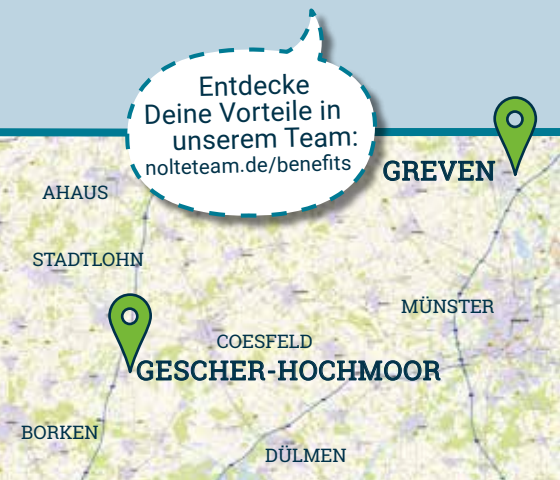 Entdecke
Deine Vorteile in
unserem Team:
nolteteam.de/benefits
GREVEN
AHAUS
STADTLOHN
MÜNSTER
COESFELD
GESCHER-HOCHMOOR
BORKEN
DÜLMEN